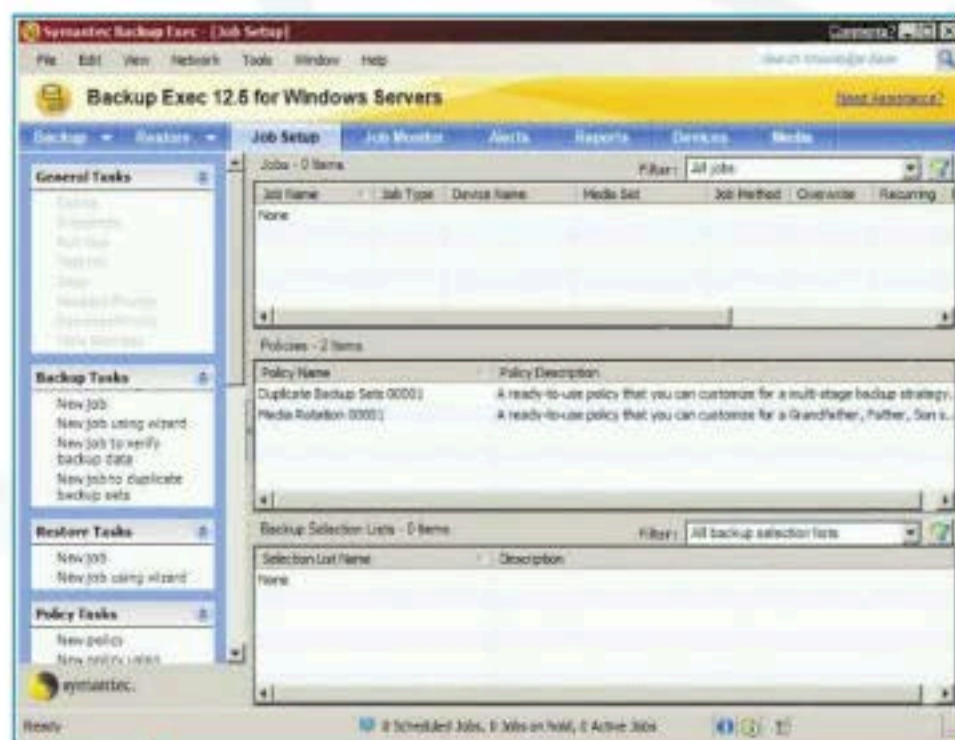 Symantec Backup Exec - [Job Setup]
Comments?
File Edit View Network Tools Window Help
Search Knowledge Base
Backup Exec 12.5 for Windows Servers
Need Assistance?
Backup Restore Job Setup Job Monitor Alerts Reports Devices Media
General Tasks
Jobs - 0 items
Filter: All jobs
Job Name Job Type Device Name Media Set Job Method Overwrite Recurring
None
Policies - 2 items
Backup Tasks
New job
New job using wizard
New job to verify
backup data
New job to duplicate
backup sets
Policy Name Policy Description
Duplicate Backup Sets 00001 A ready-to-use policy that you can customize for a multi-stage backup strategy.
Media Rotation 00001 A ready-to-use policy that you can customize for a Grandfather, Father, Son s...
Restore Tasks
New job
New job using wizard
Backup Selection Lists - 0 items
Filter: All backup selection lists
Selection List Name Description
None
Policy Tasks
New policy
New policy using
symantec.
Ready
0 Scheduled Jobs, 0 Jobs on hold, 0 Active Jobs